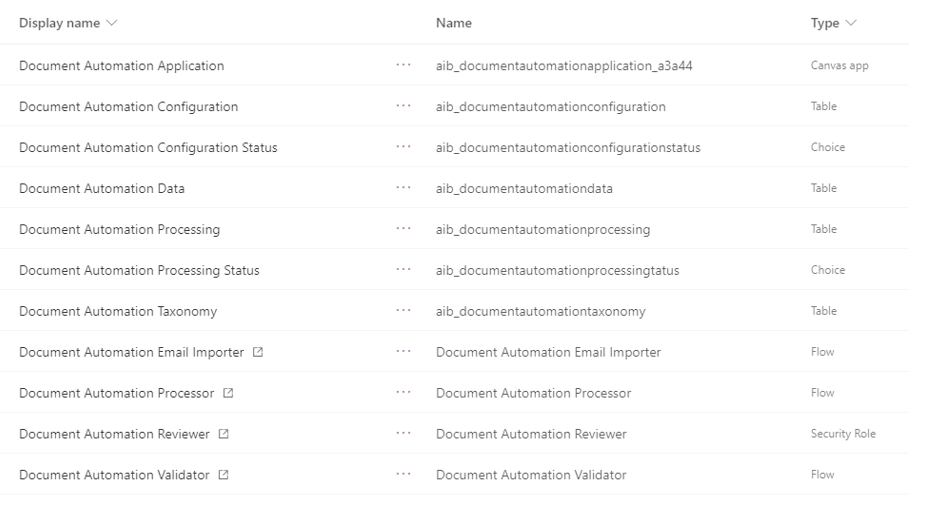 Display name Name Type
Document Automation Application ··· aib_documentautomationapplication_a3a44 Canvas app
Document Automation Configuration ··· aib_documentautomationconfiguration Table
Document Automation Configuration Status ··· aib_documentautomationconfigurationstatus Choice
Document Automation Data ··· aib_documentautomationdata Table
Document Automation Processing ··· aib_documentautomationprocessing Table
Document Automation Processing Status ··· aib_documentautomationprocessingtatus Choice
Document Automation Taxonomy ··· aib_documentautomationtaxonomy Table
Document Automation Email Importer ··· Document Automation Email Importer Flow
Document Automation Processor ··· Document Automation Processor Flow
Document Automation Reviewer ··· Document Automation Reviewer Security Role
Document Automation Validator ··· Document Automation Validator Flow